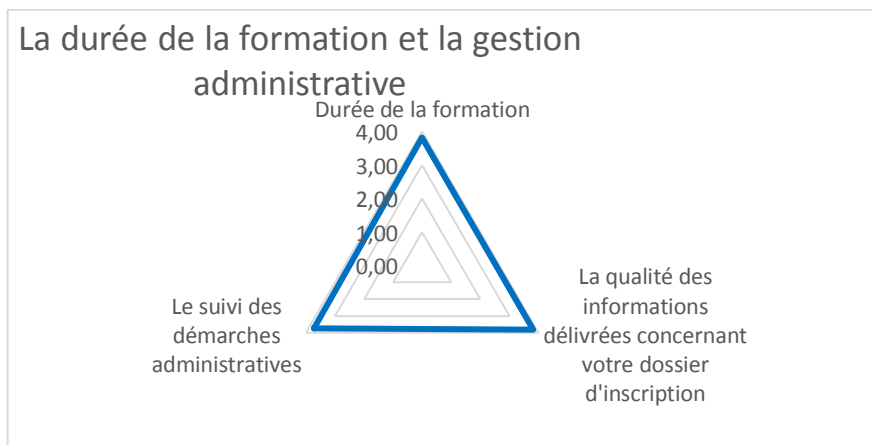 La durée de la formation et la gestion
administrative
Durée de la formation
4,00
3,00
2,00
1,00
0,00
La qualité des
informations
délivrées concernant
votre dossier
d'inscription
Le suivi des
démarches
administratives